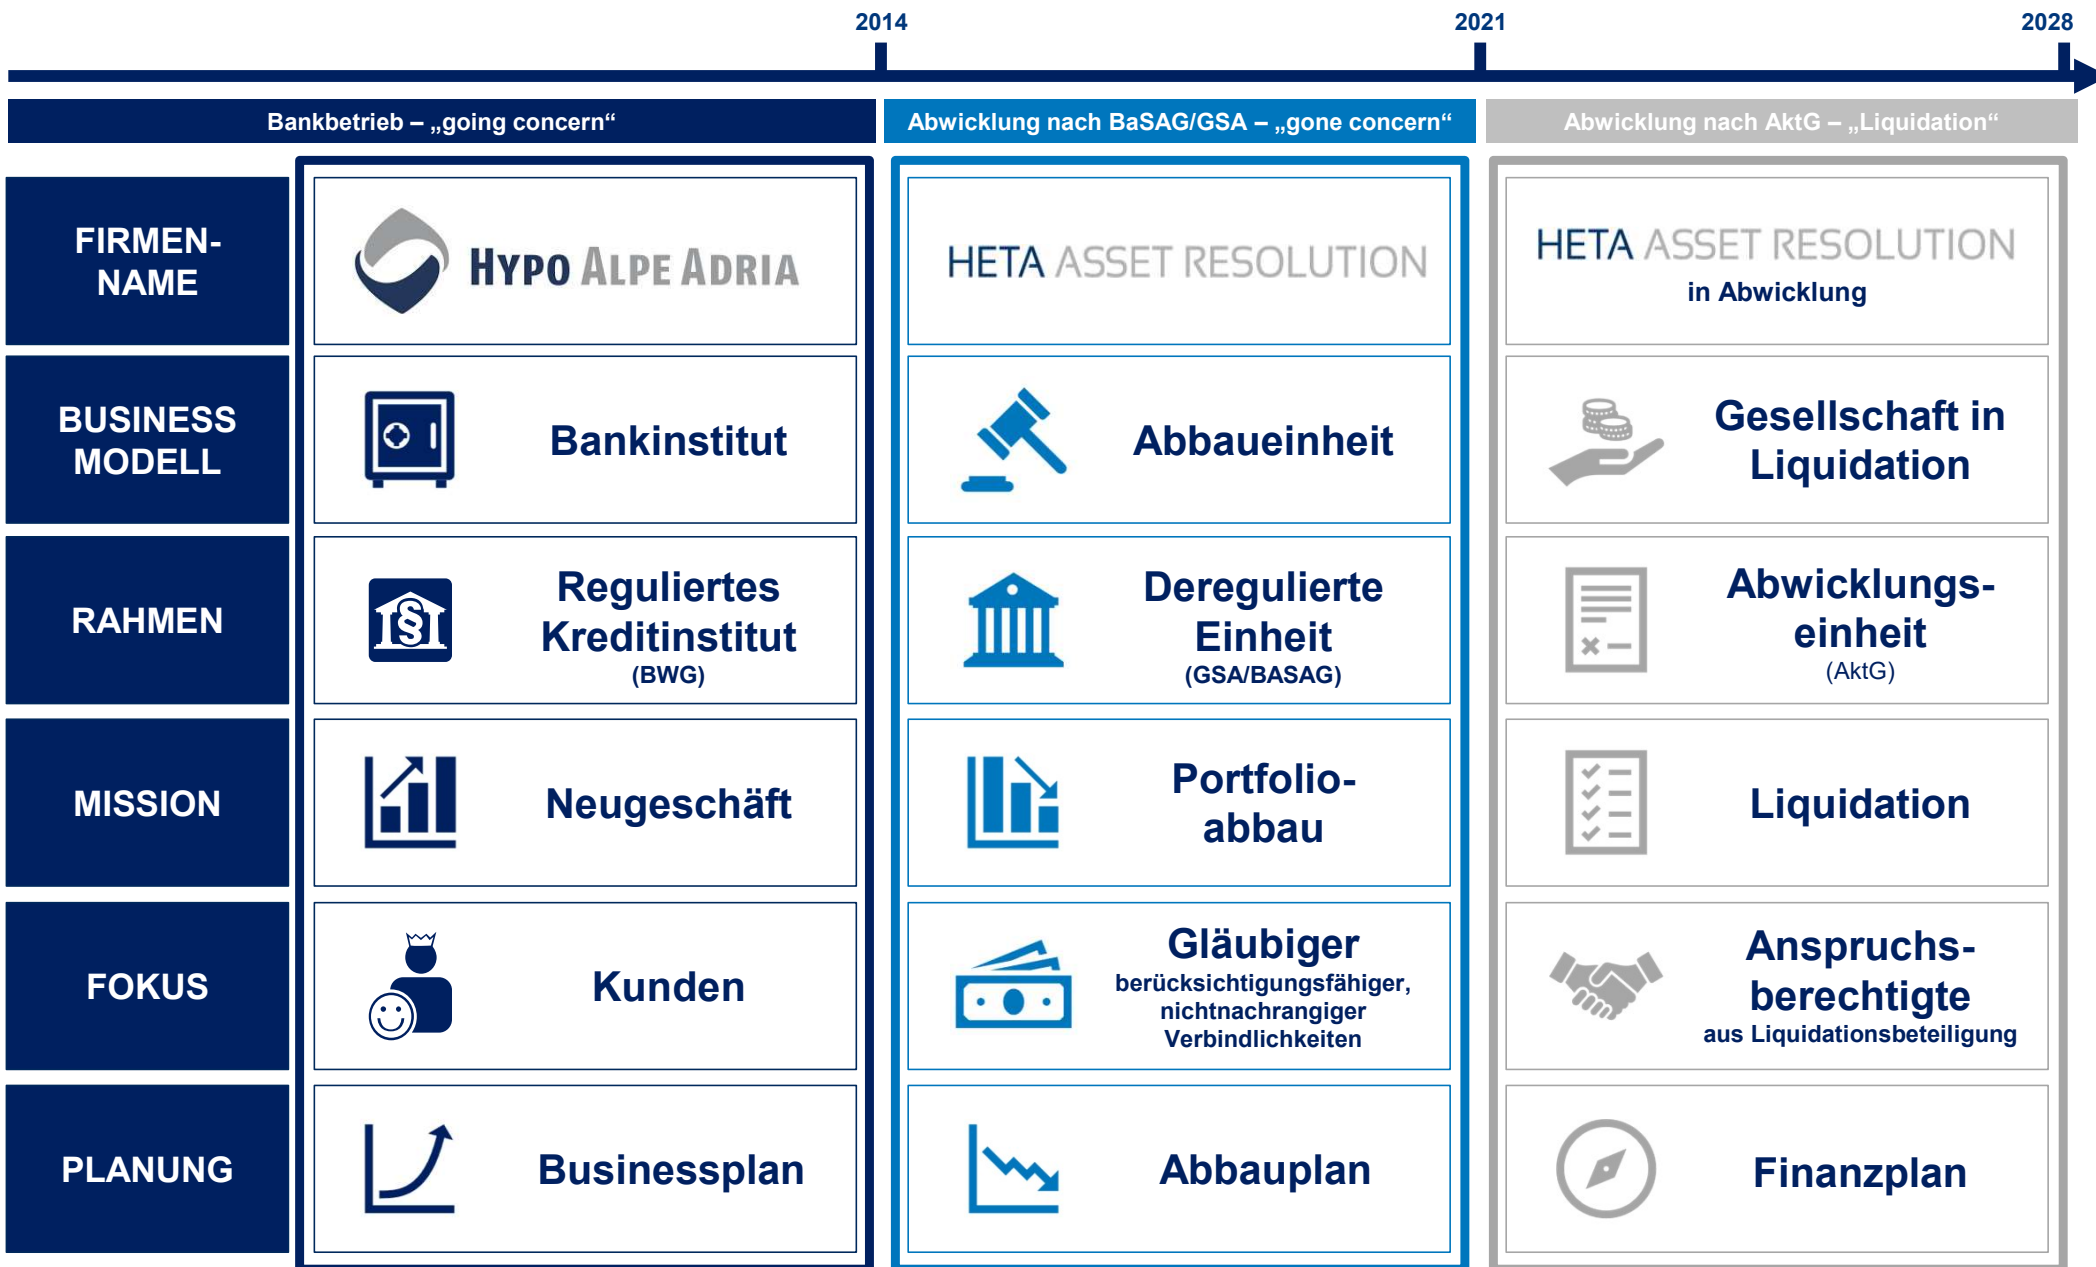 2014
2021
2028
Bankbetrieb – „going concern“
Abwicklung nach BaSAG/GSA – „gone concern“
Abwicklung nach AktG – „Liquidation“
FIRMEN-
NAME
HYPO ALPE ADRIA
HETA ASSET RESOLUTION
HETA ASSET RESOLUTION
in Abwicklung
BUSINESS
MODELL
Bankinstitut
Abbaueinheit
Gesellschaft in
Liquidation
RAHMEN
§
Reguliertes
Kreditinstitut
(BWG)
Deregulierte
Einheit
(GSA/BASAG)
Abwicklungs-
einheit
(AktG)
MISSION
Neugeschäft
Portfolio-
abbau
Liquidation
FOKUS
Kunden
Gläubiger
berücksichtigungsfähiger,
nichtnachrangiger
Verbindlichkeiten
Anspruchs-
berechtigte
aus Liquidationsbeteiligung
PLANUNG
Businessplan
Abbauplan
Finanzplan